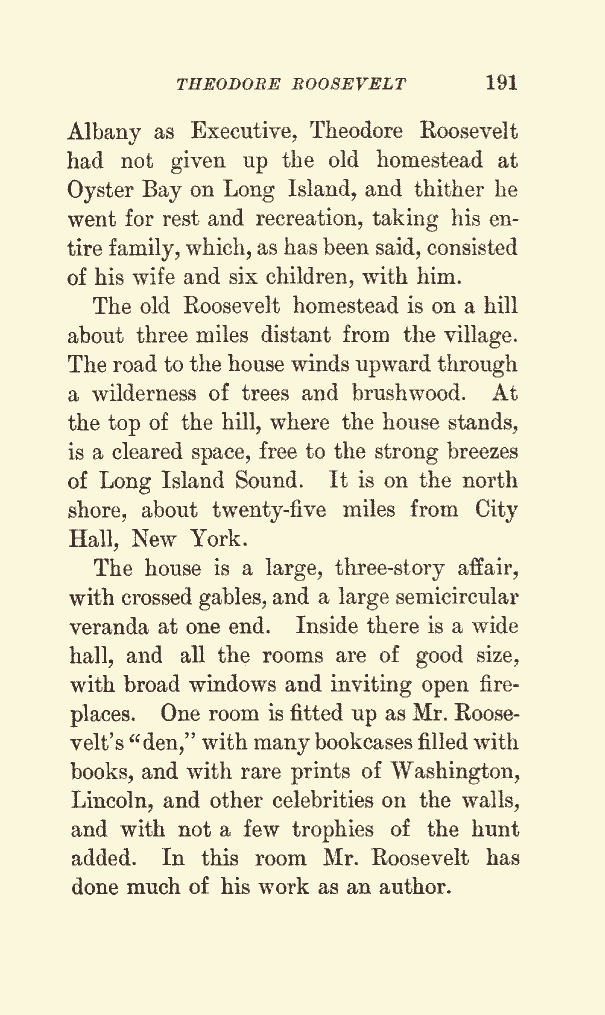 THEODORE ROOSEVELT 191
Albany as Executive, Theodore Roosevelt
had not given up the old homestead at
Oyster Bay on Long Island, and thither he
went for rest and recreation, taking his en-
tire family, which, as has been said, consisted
of his wife and six children, with him.
The old Roosevelt homestead is on a hill
about three miles distant from the village.
The road to the house winds upward through
a wilderness of trees and brushwood. At
the top of the hill, where the house stands,
is a cleared space, free to the strong breezes
of Long Island Sound. It is on the north
shore, about twenty-five miles from City
Hall, New York.
The house is a large, three-story affair,
with crossed gables, and a large semicircular
veranda at one end. Inside there is a wide
hall, and all the rooms are of good size,
with broad windows and inviting open fire-
places. One room is fitted up as Mr. Roose-
velt's "den," with many bookcases filled with
books, and with rare prints of Washington,
Lincoln, and other celebrities on the walls,
and with not a few trophies of the hunt
added. In this room Mr. Roosevelt has
done much of his work as an author.